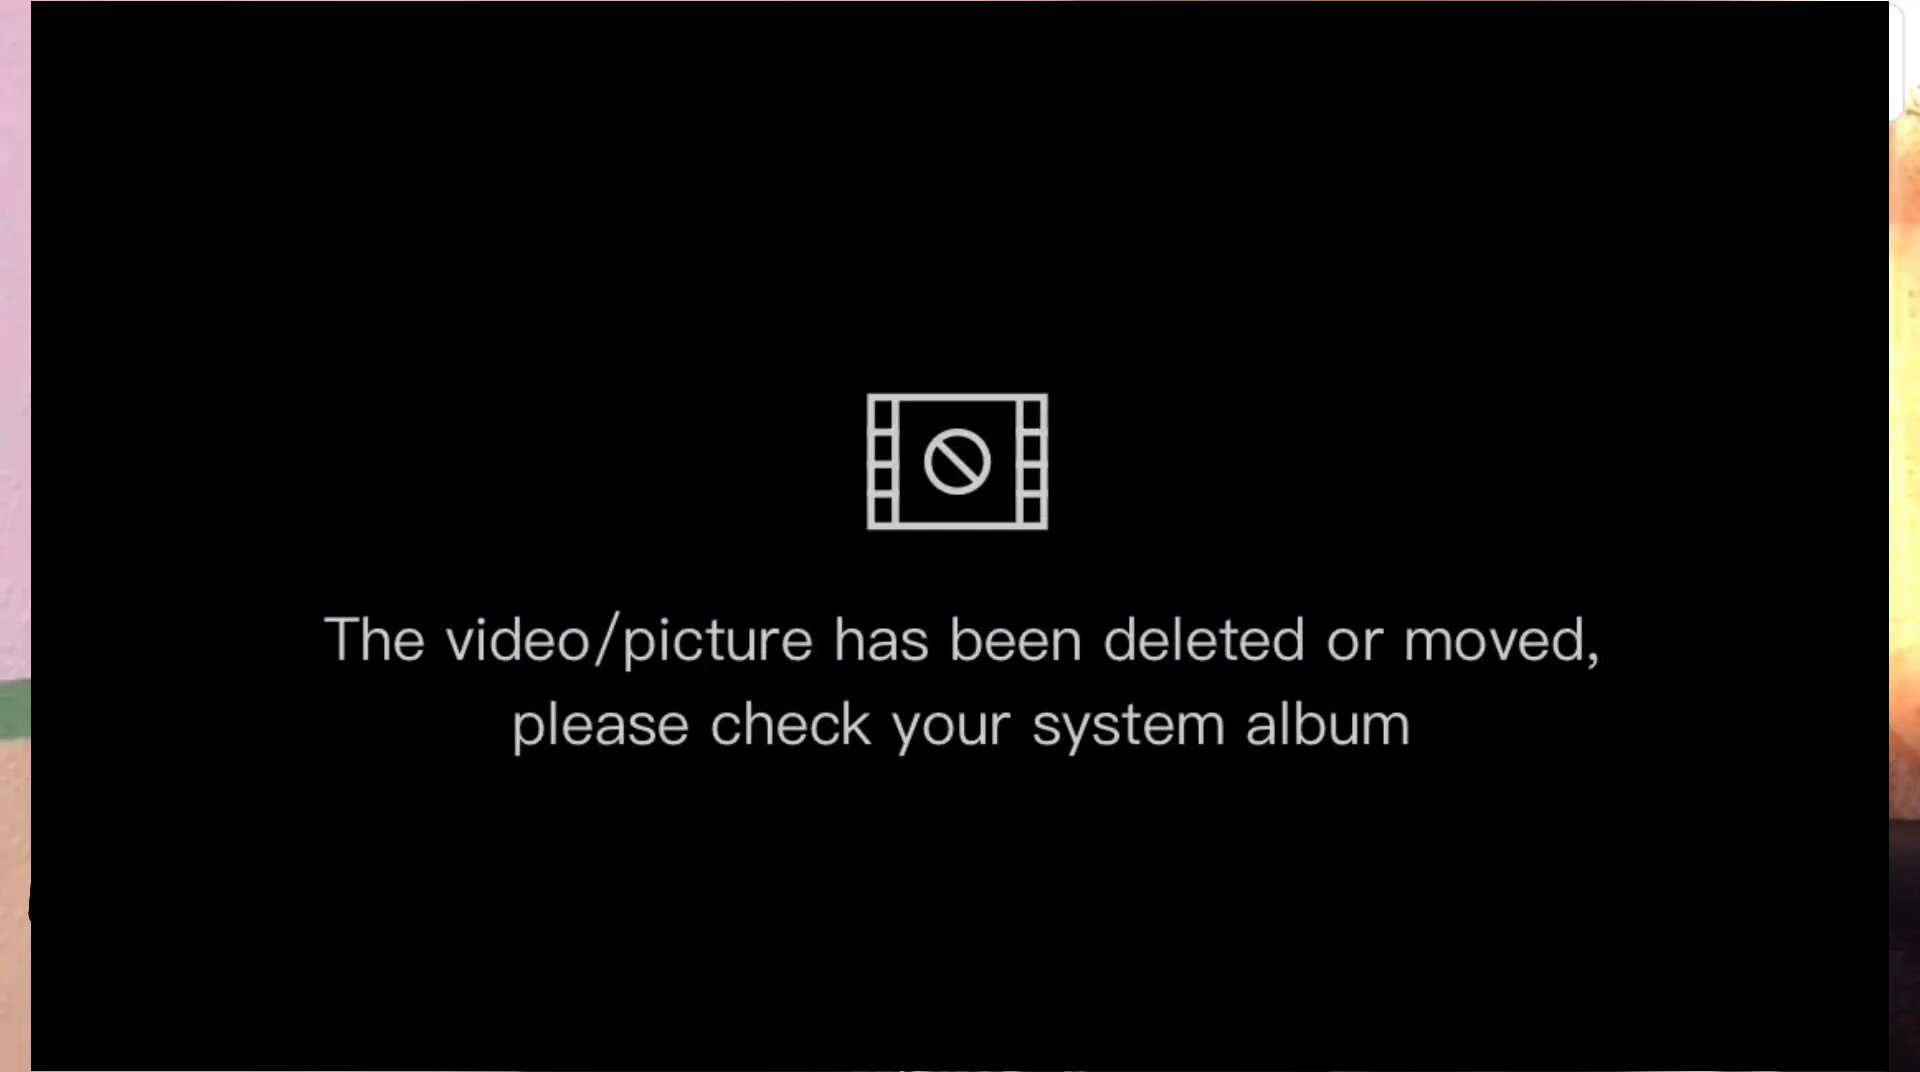 The video/picture has been deleted or moved,
please check your system album